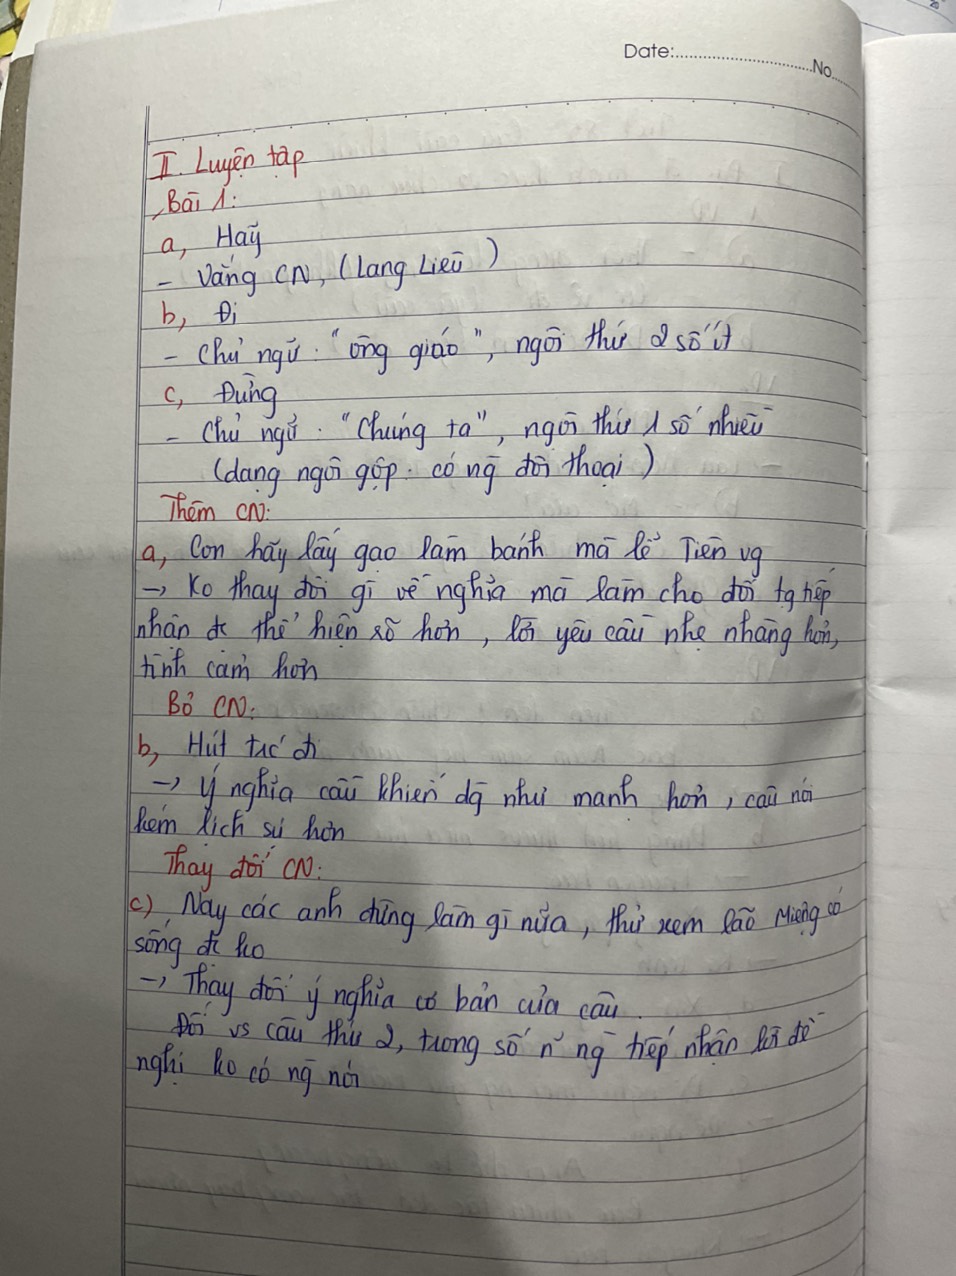 Date:........................No.....
II. Luyện tập
Bài 1:
a, Hãy
- Vắng CN, (Lang Liêu)
b, Đi
- Chủ ngữ: "ông giáo", ngôi thứ 2 số ít
c, Đừng
- Chủ ngữ: "Chúng ta", ngôi thứ 1 số nhiều
(dạng ngôi gộp: có ng đối thoại)
Thêm CN:
a, Con hãy lấy gạo làm bánh mà lễ Tiên vg
-> Ko thay đổi gì về nghĩa mà làm cho đối tg tiếp
nhận đc thể hiện rõ hơn, lời yêu cầu nhẹ nhàng hơn,
tình cảm hơn
Bỏ CN:
b, Hút trc đi
-> ý nghĩa câu khiến dg như mạnh hơn, câu nói
kém lịch sự hơn
Thay đổi CN:
c), Nay các anh đừng làm gì nữa, thử xem lão Miệng có
sống đc ko
-> Thay đổi ý nghĩa cơ bản của câu.
Đối vs câu thứ 2, trong số n~ ng tiếp nhận lời đề
nghị ko có ng nói